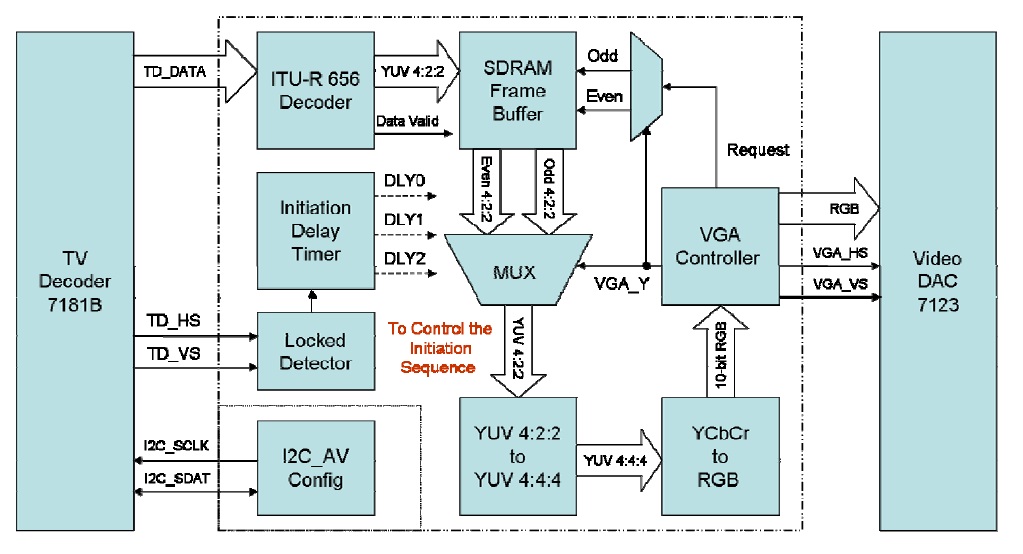 TV
Decoder
7181B
TD_DATA
ITU-R 656
Decoder
YUV 4:2:2
Data Valid
SDRAM
Frame
Buffer
Odd
Even
Request
Initiation
Delay
Timer
DLY0
DLY1
DLY2
Even 4:2:2
Odd 4:2:2
MUX
VGA_Y
VGA
Controller
RGB
VGA_HS
VGA_VS
Video
DAC
7123
TD_HS
TD_VS
Locked
Detector
To Control the
Initiation
Sequence
YUV 4:2:2
10-bit RGB
I2C_SCLK
I2C_SDAT
I2C_AV
Config
YUV 4:2:2
to
YUV 4:4:4
YUV 4:4:4
YCbCr
to
RGB